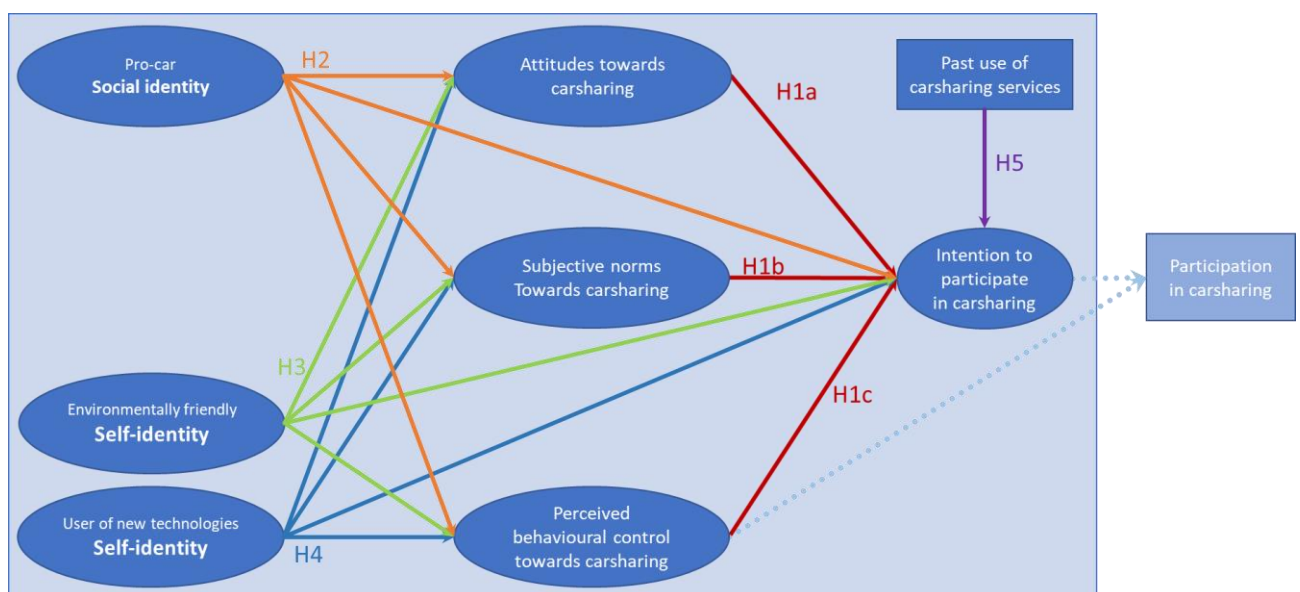 Pro-car
Social identity
H2
Attitudes towards
carsharing
H1a
Past use of
carsharing services
H5
Subjective norms
Towards carsharing
H1b
Intention to
participate
in carsharing
Participation
in carsharing
H3
Environmentally friendly
Self-identity
H1c
User of new technologies
Self-identity
H4
Perceived
behavioural control
towards carsharing